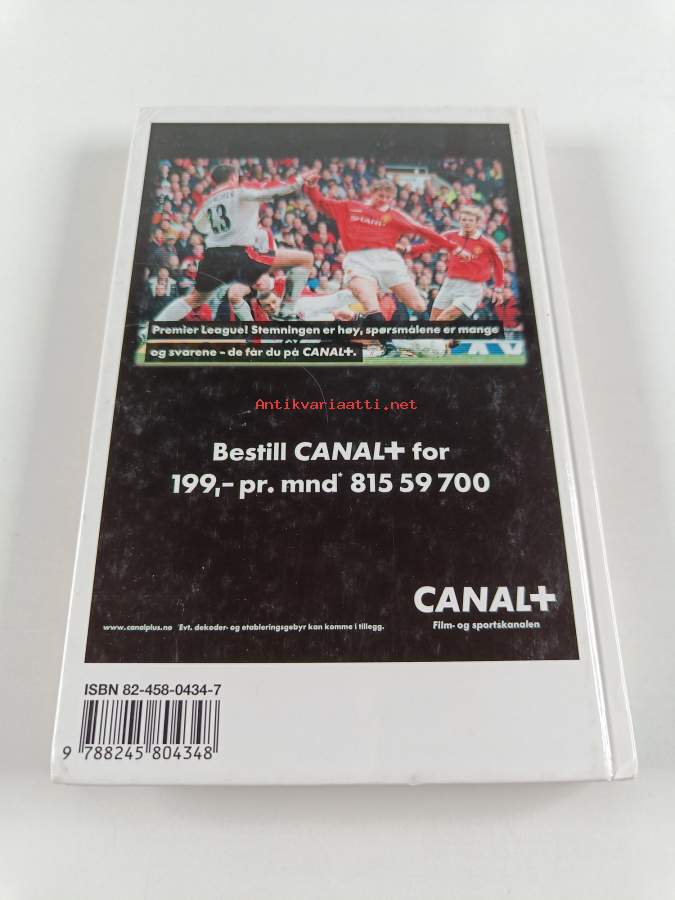 23
SHARP
Premier League! Stemningen er høy, spørsmålene er mange
og svarene – de får du på CANAL+.
Antikvariaatti.net
Bestill CANAL+ for
199,– pr. mnd* 815 59 700
CANAL+
Film- og sportskanalen
www.canalplus.no *Evt. dekoder- og etableringsgebyr kan komme i tillegg.
ISBN 82-458-0434-7
9 788245 804348